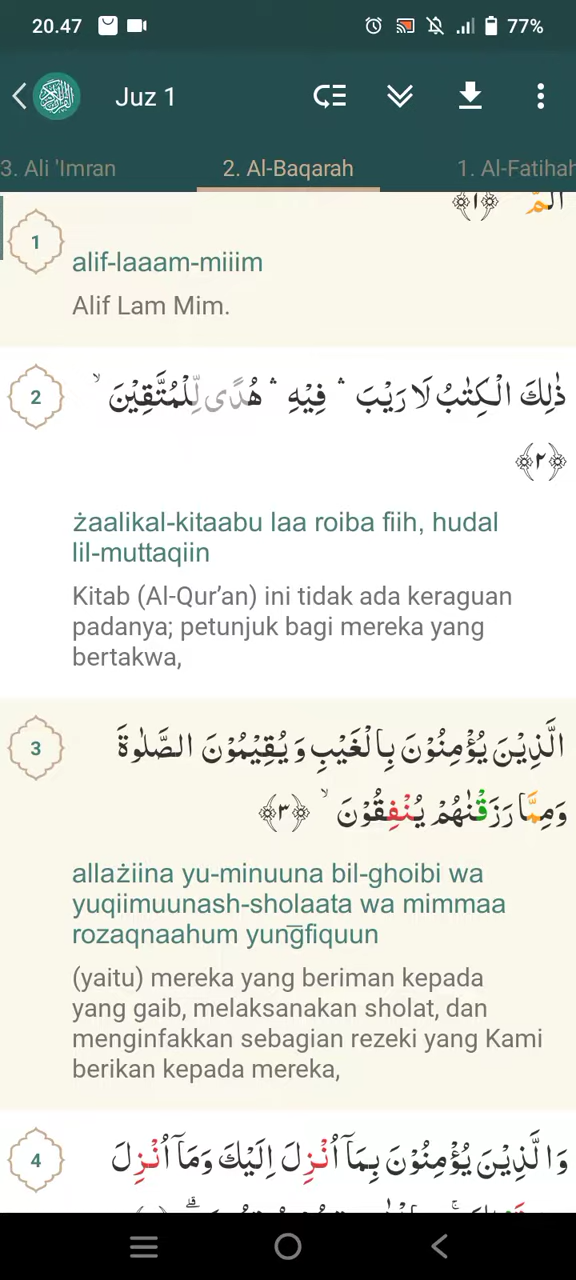 20.47
77%
Juz 1
3. Ali 'Imran
2. Al-Baqarah
1. Al-Fatihah
1
الٓمّٓ ﴿١﴾
alif-laaam-miiim
Alif Lam Mim.
2
ذٰلِكَ الْكِتٰبُ لَا رَيْبَ ۛ فِيْهِ ۛ هُدًى لِّلْمُتَّقِيْنَ ۙ
﴿٢﴾
żaalikal-kitaabu laa roiba fiih, hudal
lil-muttaqiin
Kitab (Al-Qur’an) ini tidak ada keraguan
padanya; petunjuk bagi mereka yang
bertakwa,
3
الَّذِيْنَ يُؤْمِنُوْنَ بِالْغَيْبِ وَيُقِيْمُوْنَ الصَّلٰوةَ
وَمِمَّا رَزَقْنٰهُمْ يُنْفِقُوْنَ ۙ ﴿٣﴾
allażiina yu-minuuna bil-ghoibi wa
yuqiimuunash-sholaata wa mimmaa
rozaqnaahum yung̅fiquun
(yaitu) mereka yang beriman kepada
yang gaib, melaksanakan sholat, dan
menginfakkan sebagian rezeki yang Kami
berikan kepada mereka,
4
وَالَّذِيْنَ يُؤْمِنُوْنَ بِمَآ اُنْزِلَ اِلَيْكَ وَمَآ اُنْزِلَ